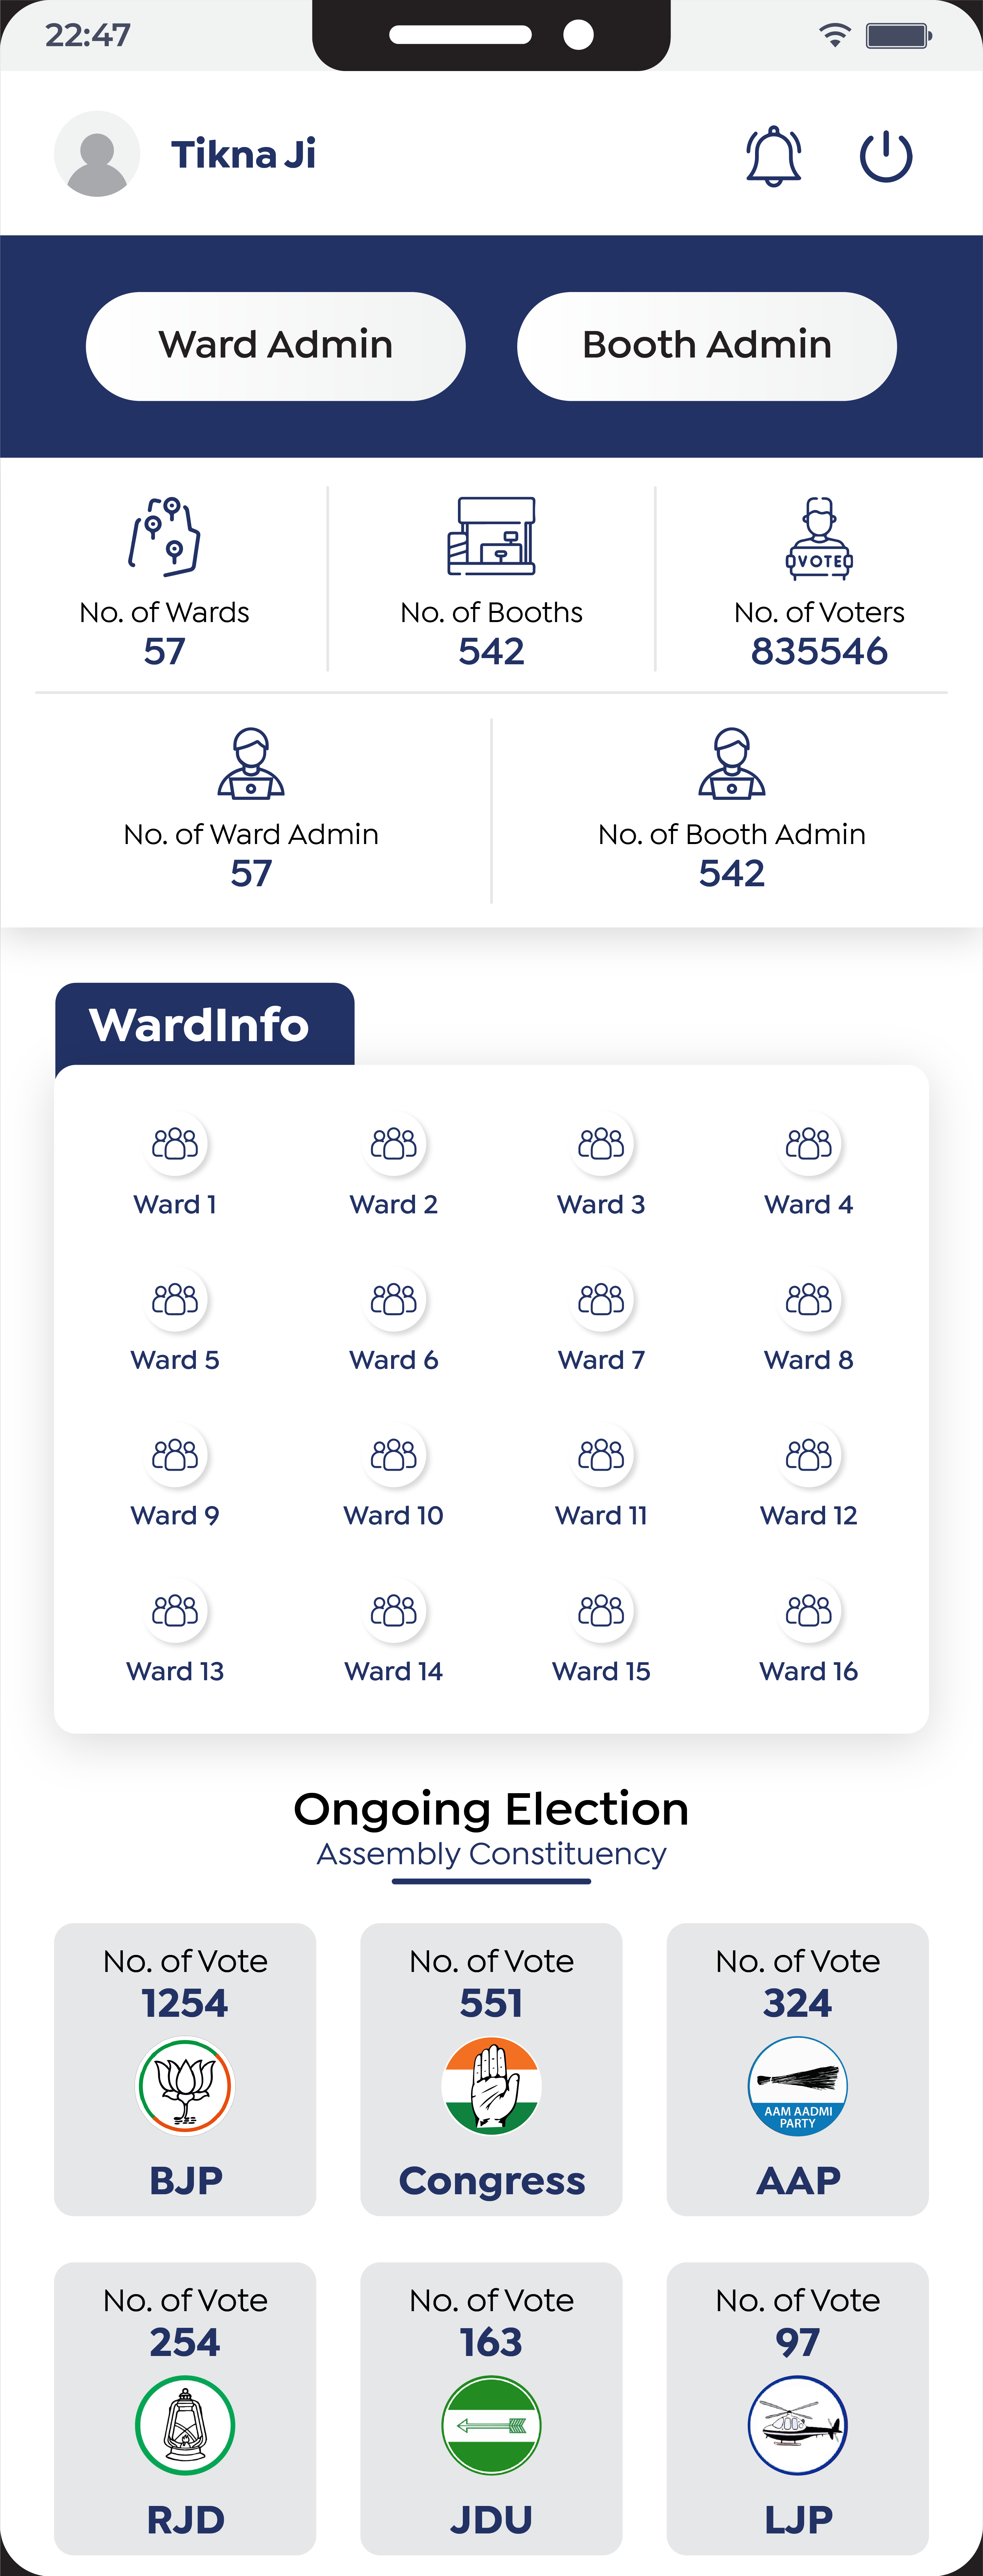 22:47
Tikna Ji
Ward Admin Booth Admin
VOTE
No. of Wards No. of Booths No. of Voters
57 542 835546
No. of Ward Admin No. of Booth Admin
57 542
WardInfo
Ward 1 Ward 2 Ward 3 Ward 4
Ward 5 Ward 6 Ward 7 Ward 8
Ward 9 Ward 10 Ward 11 Ward 12
Ward 13 Ward 14 Ward 15 Ward 16
Ongoing Election
Assembly Constituency
No. of Vote No. of Vote No. of Vote
1254 551 324
AAM AADMI
PARTY
BJP Congress AAP
No. of Vote No. of Vote No. of Vote
254 163 97
RJD JDU LJP